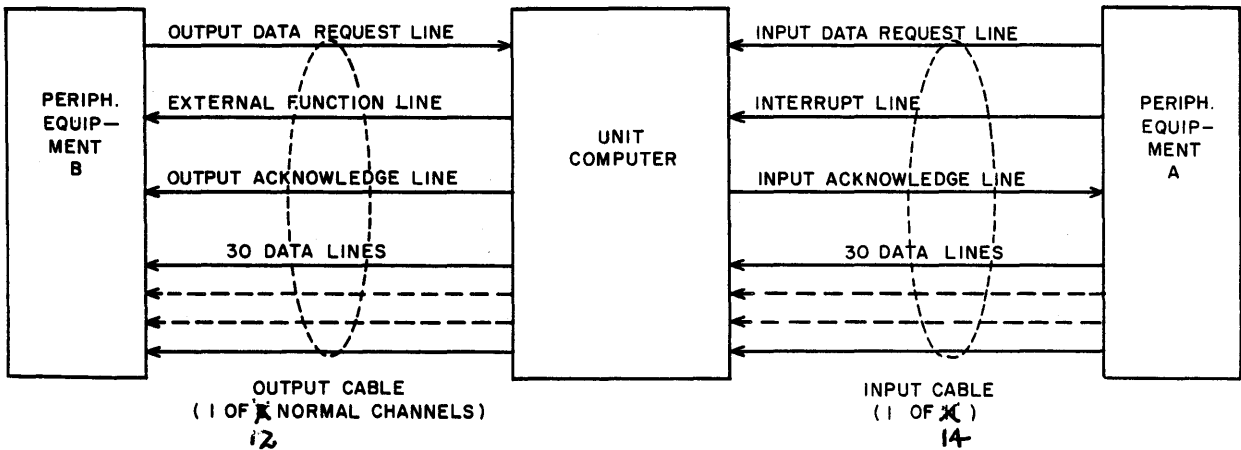 OUTPUT DATA REQUEST LINE
INPUT DATA REQUEST LINE
PERIPH.
EQUIP-
MENT
B
EXTERNAL FUNCTION LINE
UNIT
COMPUTER
INTERRUPT LINE
PERIPH.
EQUIP-
MENT
A
OUTPUT ACKNOWLEDGE LINE
INPUT ACKNOWLEDGE LINE
30 DATA LINES
30 DATA LINES
OUTPUT CABLE
(1 OF NORMAL CHANNELS)
12
INPUT CABLE
(1 OF )
14